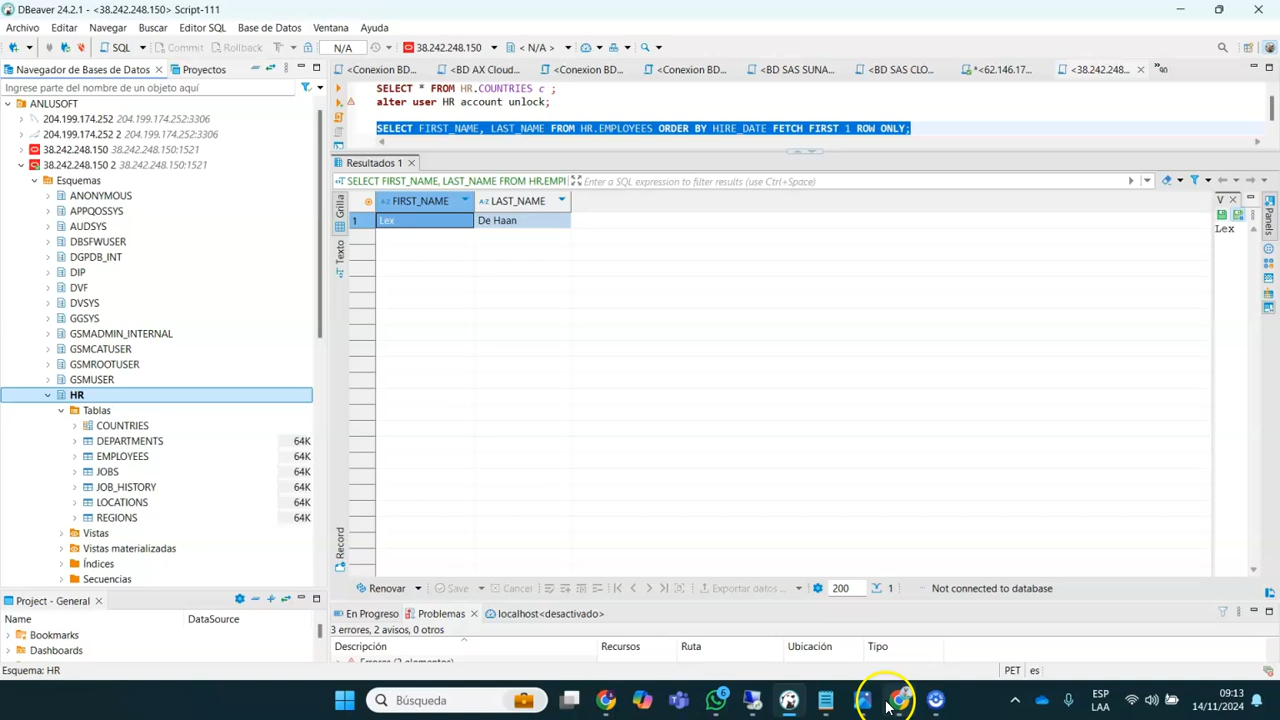 DBeaver 24.2.1 - <38.242.248.150> Script-111
Archivo Editar Navegar Buscar Editor SQL Base de Datos Ventana Ayuda
SQL Commit Rollback N/A 38.242.248.150 < N/A >
Navegador de Bases de Datos Proyectos
Ingrese parte del nombre de un objeto aquí
ANLUSOFT
204.199.174.252 204.199.174.252:3306
204.199.174.252 2 204.199.174.252:3306
38.242.248.150 38.242.248.150:1521
38.242.248.150 2 38.242.248.150:1521
Esquemas
ANONYMOUS
APPQOSSYS
AUDSYS
DBSFWUSER
DGPDB_INT
DIP
DVF
DVSYS
GGSYS
GSMADMIN_INTERNAL
GSMCATUSER
GSMROOTUSER
GSMUSER
HR
Tablas
COUNTRIES
DEPARTMENTS 64K
EMPLOYEES 64K
JOBS 64K
JOB_HISTORY 64K
LOCATIONS 64K
REGIONS 64K
Vistas
Vistas materializadas
Índices
Secuencias
Project - General
Name DataSource
Bookmarks
Dashboards
<Conexion BD... <BD AX Cloud... <Conexion BD... <Conexion BD... <BD SAS SUNA... <BD SAS CLO... *<62.146.17... <38.242.248...
SELECT * FROM HR.COUNTRIES c ;
alter user HR account unlock;
SELECT FIRST_NAME, LAST_NAME FROM HR.EMPLOYEES ORDER BY HIRE_DATE FETCH FIRST 1 ROW ONLY;
Resultados 1
SELECT FIRST_NAME, LAST_NAME FROM HR.EMPI Enter a SQL expression to filter results (use Ctrl+Space)
Grilla
Texto
Record
FIRST_NAME LAST_NAME
1 Lex De Haan
V
Lex
Panels
Renovar Save Cancel Exportar datos... 200 1 Not connected to database
En Progreso Problemas localhost<desactivado>
3 errores, 2 avisos, 0 otros
Descripción Recursos Ruta Ubicación Tipo
Esquema: HR PET es
Búsqueda
6
ESP
LAA
09:13
14/11/2024